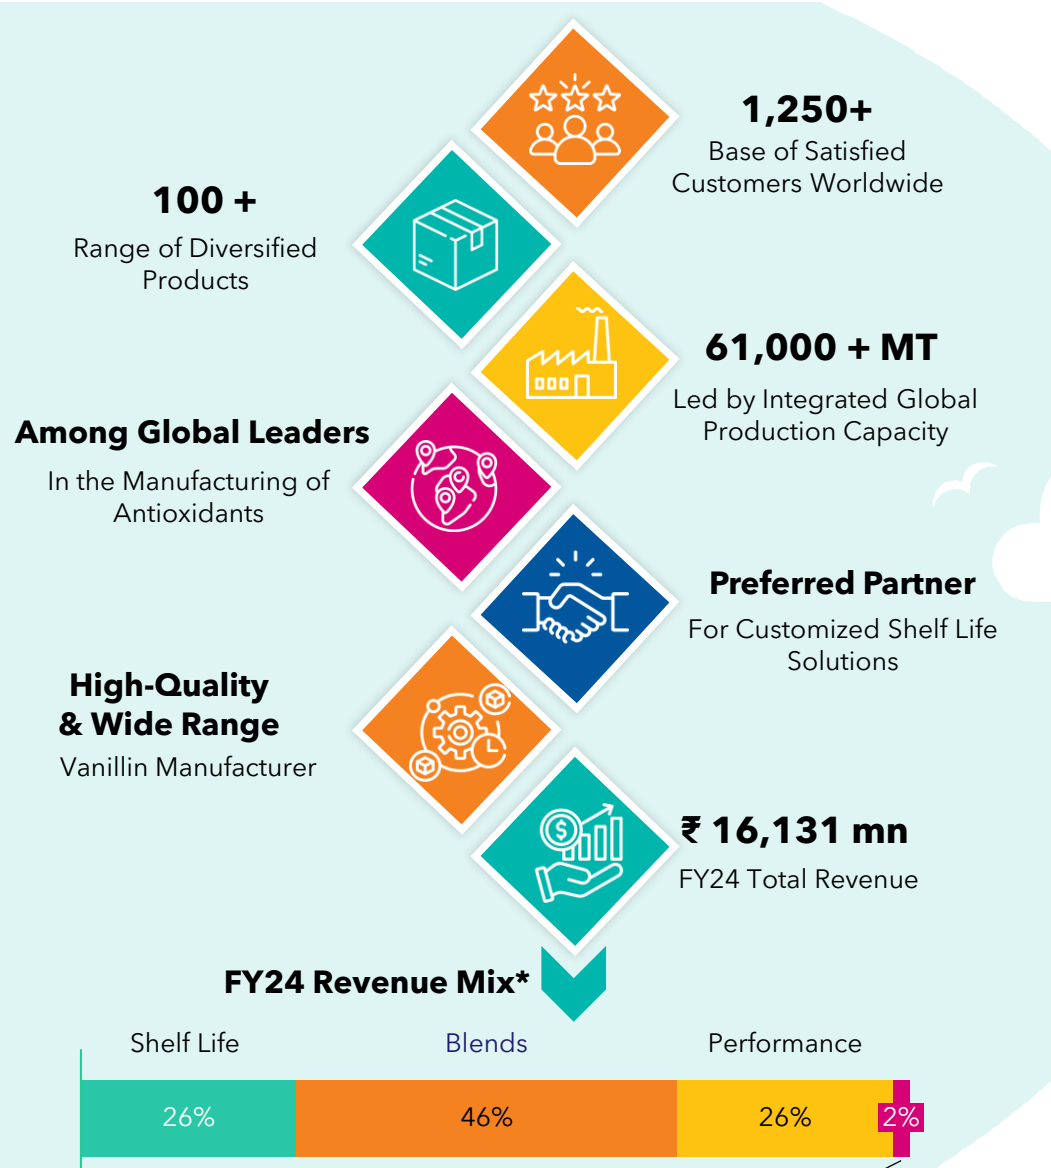 1,250+
Base of Satisfied
Customers Worldwide
100 +
Range of Diversified
Products
61,000 + MT
Led by Integrated Global
Production Capacity
Among Global Leaders
In the Manufacturing of
Antioxidants
Preferred Partner
For Customized Shelf Life
Solutions
High-Quality
& Wide Range
Vanillin Manufacturer
₹ 16,131 mn
FY24 Total Revenue
FY24 Revenue Mix*
Shelf Life
Blends
Performance
26%
46%
26%
2%